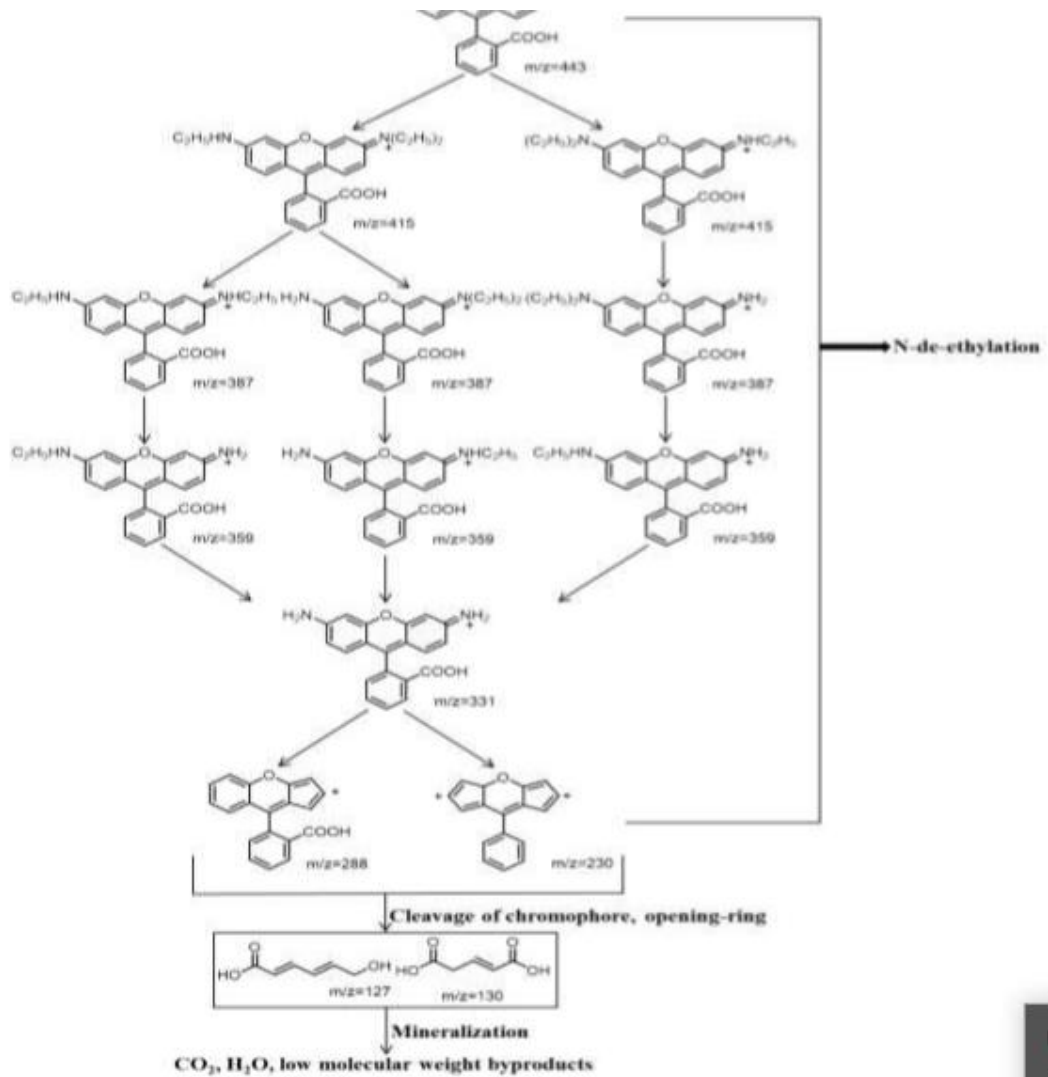 COOH
m/z=443
C₂H₅HN O N(C₂H₅)₂ (C₂H₅)₂N O NHC₂H₅
+ +
COOH COOH
m/z=415 m/z=415
C₂H₅HN O NHC₂H₅ H₂N O N(C₂H₅)₂ (C₂H₅)₂N O NH₂
+ + +
COOH COOH COOH
m/z=387 m/z=387 m/z=387
N-de-ethylation
C₂H₅HN O NH₂ H₂N O NHC₂H₅ C₂H₅HN O NH₂
+ + +
COOH COOH COOH
m/z=359 m/z=359 m/z=359
H₂N O NH₂
+
COOH
m/z=331
O + + O +
COOH
m/z=288 m/z=230
Cleavage of chromophore, opening-ring
O O O
HO OH HO OH
m/z=127 m/z=130
Mineralization
CO₂, H₂O, low molecular weight byproducts